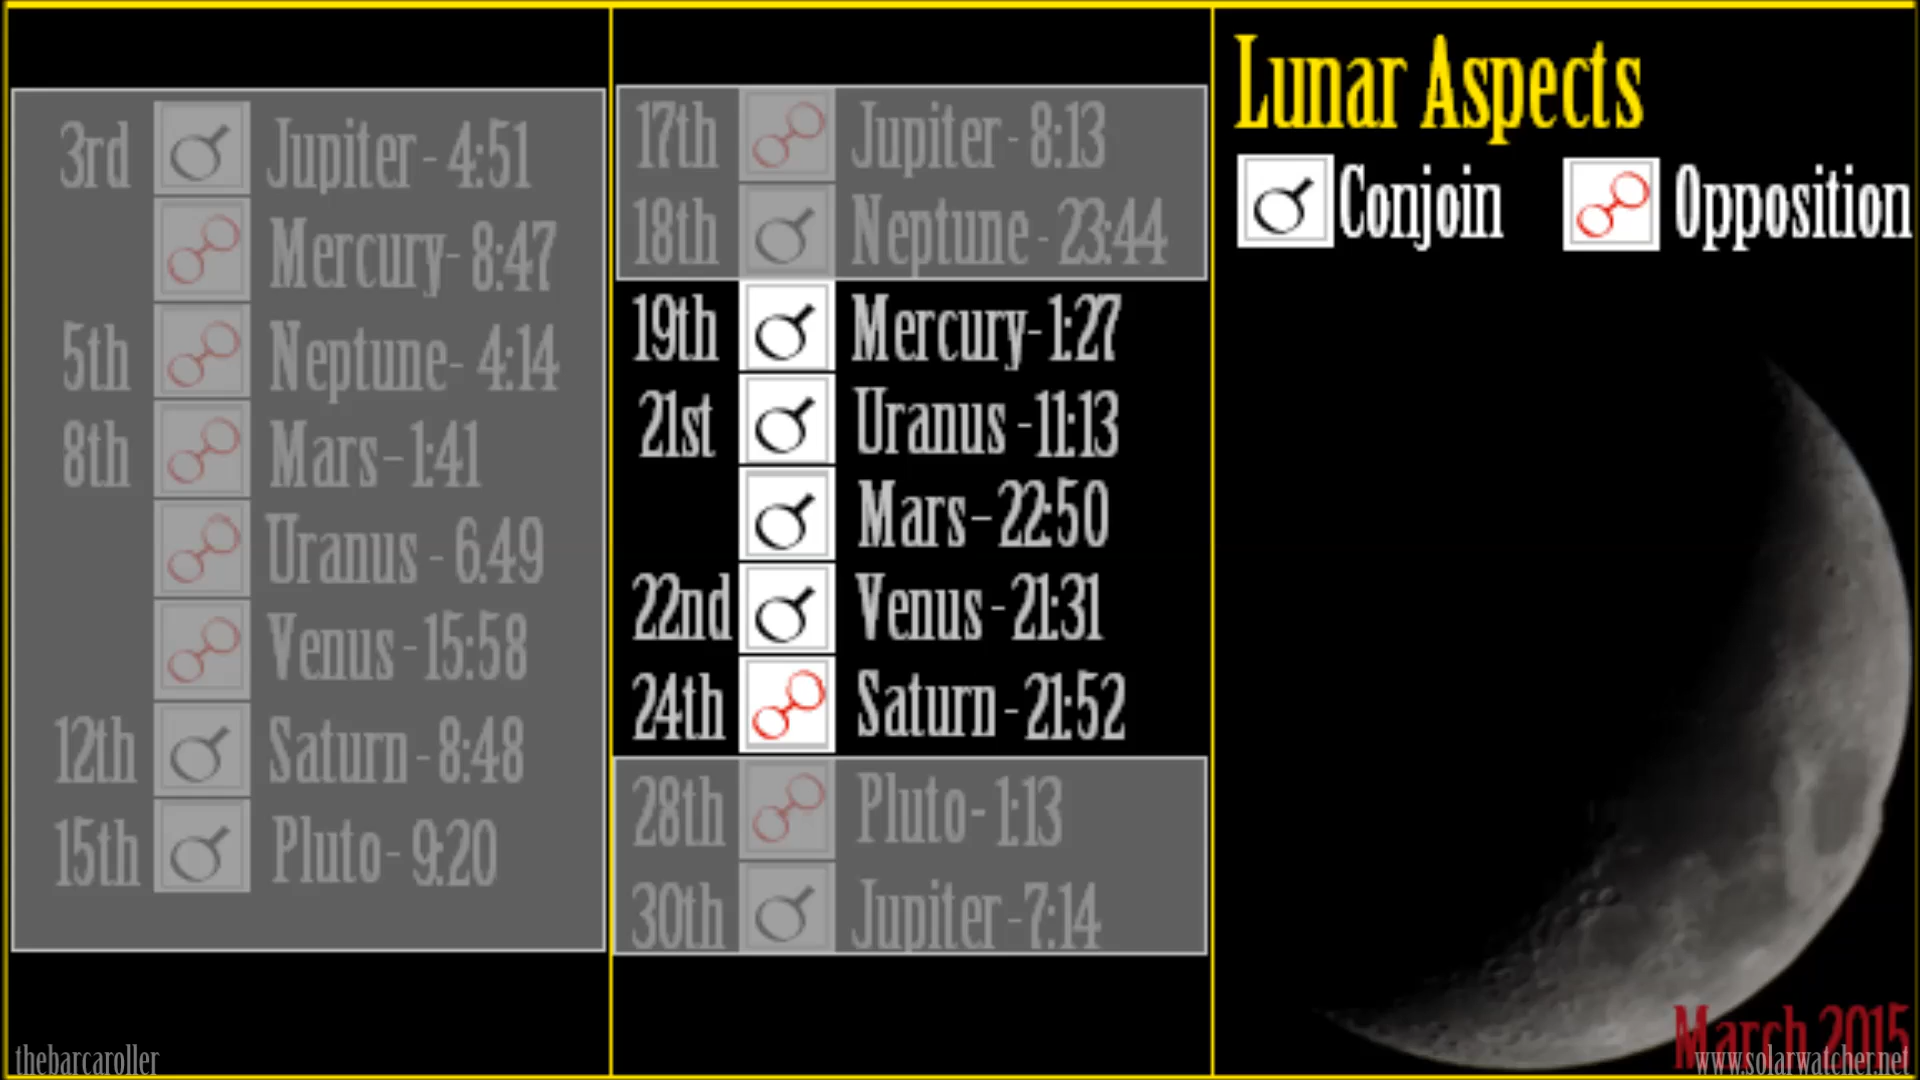 3rd Jupiter - 4:51
Mercury- 8:47
5th Neptune- 4:14
8th Mars-1:41
Uranus - 6.49
Venus -15:58
12th Saturn - 8:48
15th Pluto- 9:20
17th Jupiter - 8:13
18th Neptune - 23:44
19th Mercury-1:27
21st Uranus -11:13
Mars-22:50
22nd Venus -21:31
24th Saturn -21:52
28th Pluto- 1:13
30th Jupiter -7:14
Lunar Aspects
Conjoin Opposition
March 2015
www.solarwatcher.net
thebarcaroller